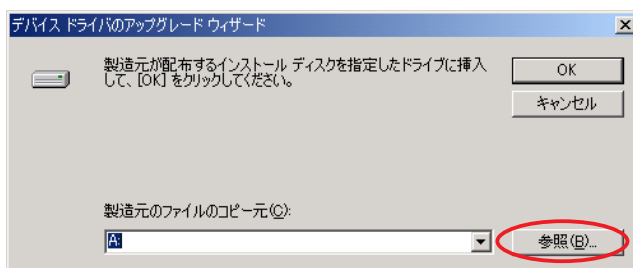 デバイス ドライバのアップグレード ウィザード
製造元が配布するインストール ディスクを指定したドライブに挿入
して、[OK] をクリックしてください。
OK
キャンセル
製造元のファイルのコピー元(C):
A:
参照(B)...